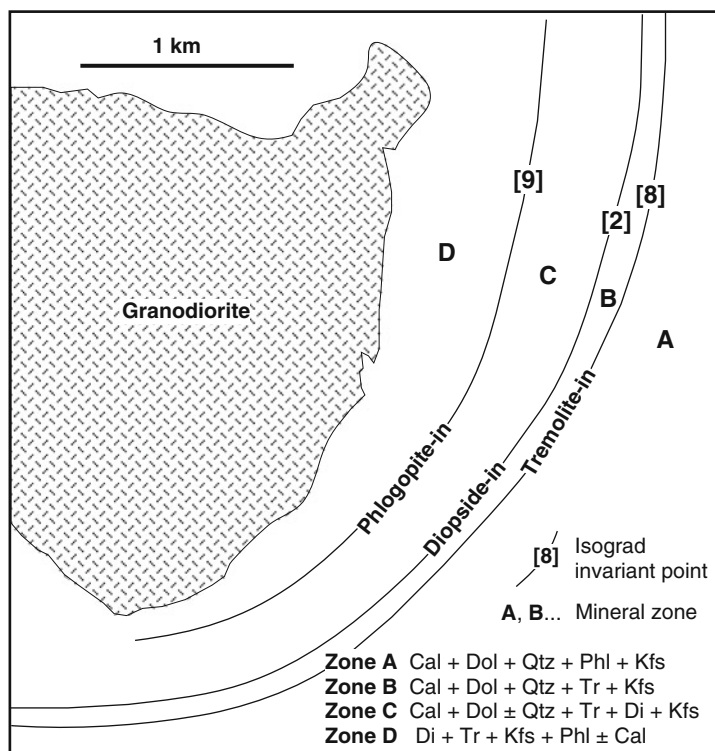 1 km
[9]
[8]
[2]
D
C
B
A
Granodiorite
Phlogopite-in
Diopside-in
Tremolite-in
[8] Isograd
invariant point
A, B... Mineral zone
Zone A Cal + Dol + Qtz + Phl + Kfs
Zone B Cal + Dol + Qtz + Tr + Kfs
Zone C Cal + Dol ± Qtz + Tr + Di + Kfs
Zone D Di + Tr + Kfs + Phl ± Cal